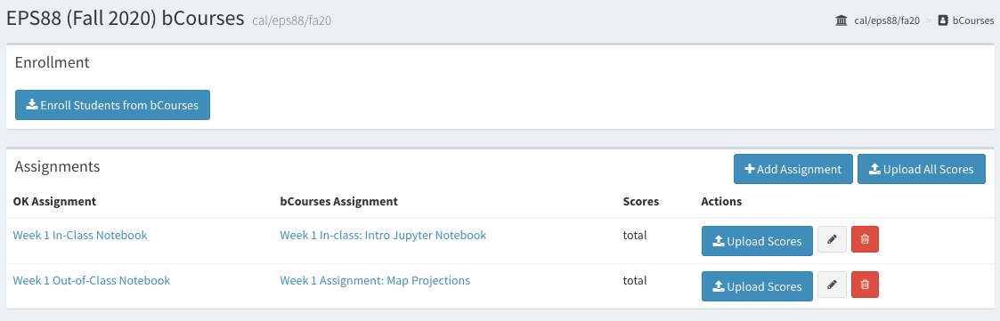 EPS88 (Fall 2020) bCourses cal/eps88/fa20
cal/eps88/fa20 > bCourses
Enrollment
Enroll Students from bCourses
Assignments
Add Assignment Upload All Scores
OK Assignment bCourses Assignment Scores Actions
Week 1 In-Class Notebook Week 1 In-class: Intro Jupyter Notebook total Upload Scores
Week 1 Out-of-Class Notebook Week 1 Assignment: Map Projections total Upload Scores